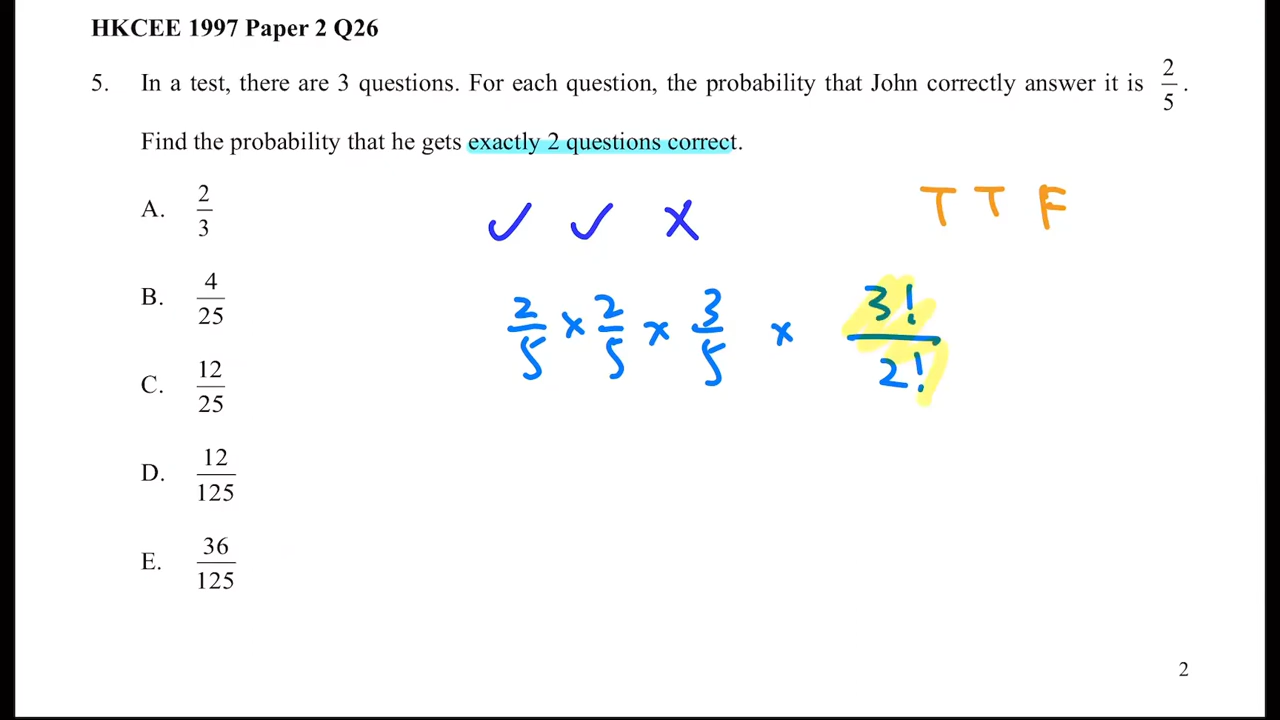 HKCEE 1997 Paper 2 Q26
5. In a test, there are 3 questions. For each question, the probability that John correctly answer it is 2/5.
Find the probability that he gets exactly 2 questions correct.
A. 2/3
✓ ✓ ✗ T T F
B. 4/25
2/5 × 2/5 × 3/5 × 3!/2!
C. 12/25
D. 12/125
E. 36/125
2